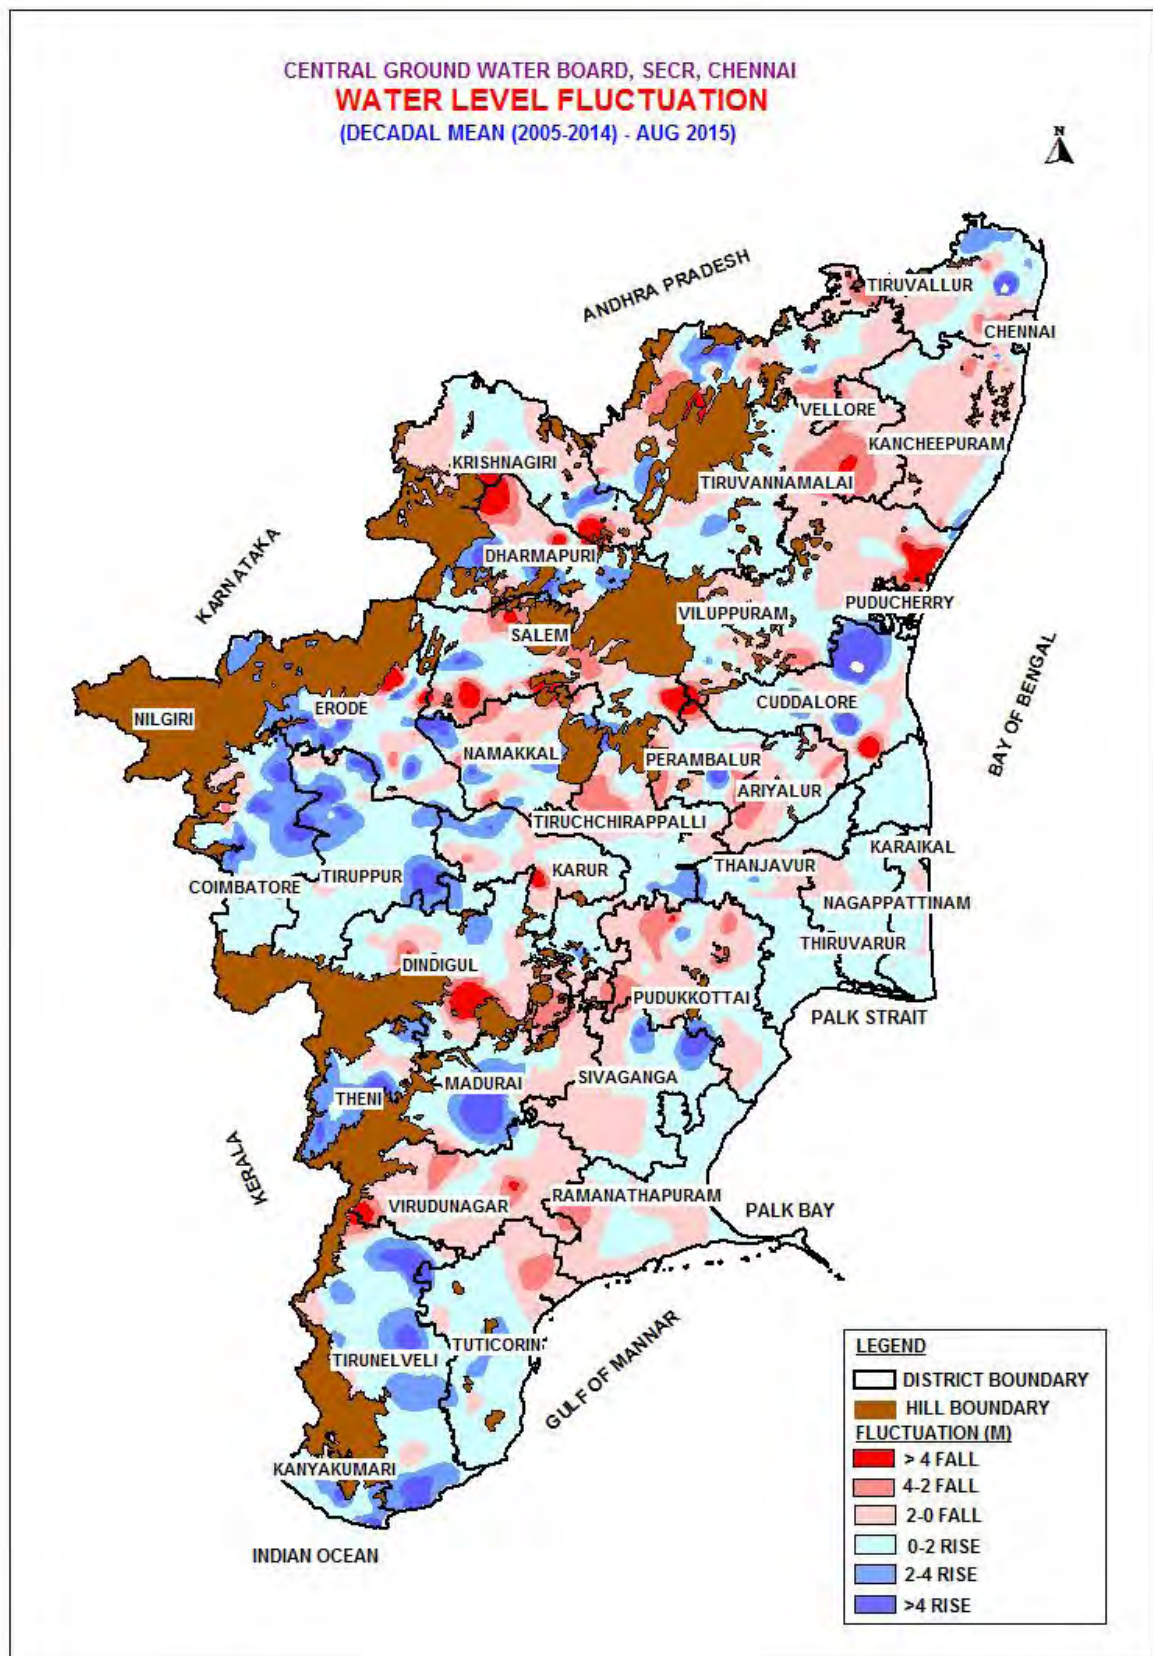 CENTRAL GROUND WATER BOARD, SECR, CHENNAI
WATER LEVEL FLUCTUATION
(DECADAL MEAN (2005-2014) - AUG 2015)
N
ANDHRA PRADESH
TIRUVALLUR
CHENNAI
VELLORE
KANCHEEPURAM
KRISHNAGIRI
TIRUVANNAMALAI
KARNATAKA
DHARMAPURI
PUDUCHERRY
VILUPPURAM
SALEM
BAY OF BENGAL
CUDDALORE
ERODE
NILGIRI
NAMAKKAL
PERAMBALUR
ARIYALUR
TIRUCHCHIRAPPALLI
KARAIKAL
THANJAVUR
KARUR
TIRUPPUR
COIMBATORE
NAGAPPATTINAM
THIRUVARUR
DINDIGUL
PUDUKKOTTAI
PALK STRAIT
SIVAGANGA
MADURAI
THENI
KERALA
RAMANATHAPURAM
VIRUDUNAGAR
PALK BAY
TUTICORIN
TIRUNELVELI
GULF OF MANNAR
KANYAKUMARI
INDIAN OCEAN
LEGEND
DISTRICT BOUNDARY
HILL BOUNDARY
FLUCTUATION (M)
> 4 FALL
4-2 FALL
2-0 FALL
0-2 RISE
2-4 RISE
>4 RISE